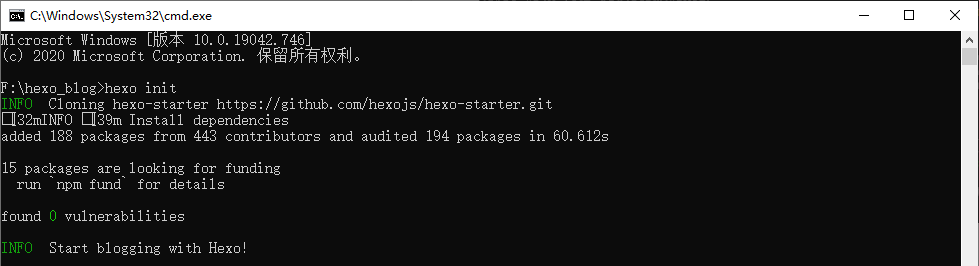 C:\Windows\System32\cmd.exe
Microsoft Windows [版本 10.0.19042.746]
(c) 2020 Microsoft Corporation. 保留所有权利。
F:\hexo_blog>hexo init
INFO  Cloning hexo-starter https://github.com/hexojs/hexo-starter.git
□[32mINFO □[39m Install dependencies
added 188 packages from 443 contributors and audited 194 packages in 60.612s
15 packages are looking for funding
  run `npm fund` for details
found 0 vulnerabilities
INFO  Start blogging with Hexo!